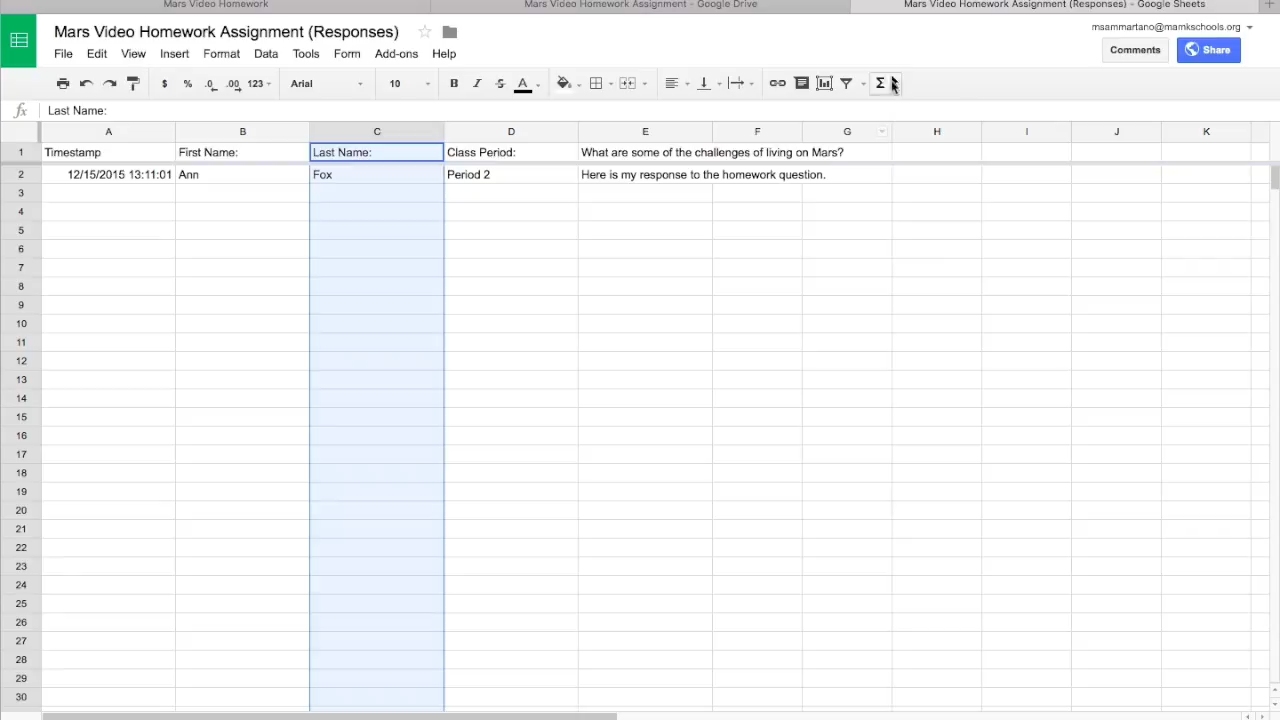 Mars Video Homework
Mars Video Homework Assignment - Google Drive
Mars Video Homework Assignment (Responses) - Google Sheets
Mars Video Homework Assignment (Responses)
msammartano@mamkschools.org
File Edit View Insert Format Data Tools Form Add-ons Help
Comments
Share
$ % .0 .00 123 Arial 10 B I S A Σ
fx Last Name:
A B C D E F G H I J K
1 Timestamp First Name: Last Name: Class Period: What are some of the challenges of living on Mars?
2 12/15/2015 13:11:01 Ann Fox Period 2 Here is my response to the homework question.
3
4
5
6
7
8
9
10
11
12
13
14
15
16
17
18
19
20
21
22
23
24
25
26
27
28
29
30